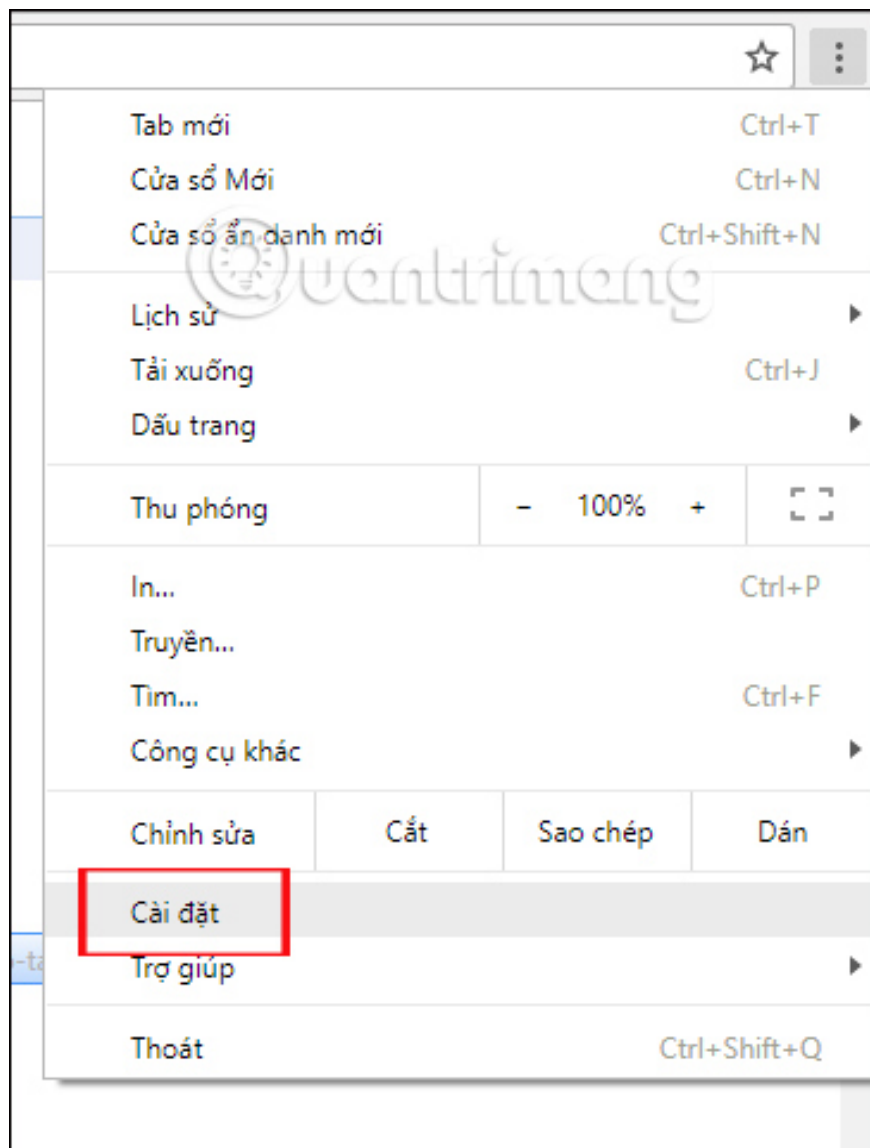 Tab mới Ctrl+T
Cửa sổ Mới Ctrl+N
Cửa sổ ẩn danh mới Ctrl+Shift+N
Quantrimang
Lịch sử
Tải xuống Ctrl+J
Dấu trang
Thu phóng - 100% +
In... Ctrl+P
Truyền...
Tìm... Ctrl+F
Công cụ khác
Chỉnh sửa Cắt Sao chép Dán
Cài đặt
Trợ giúp
Thoát Ctrl+Shift+Q